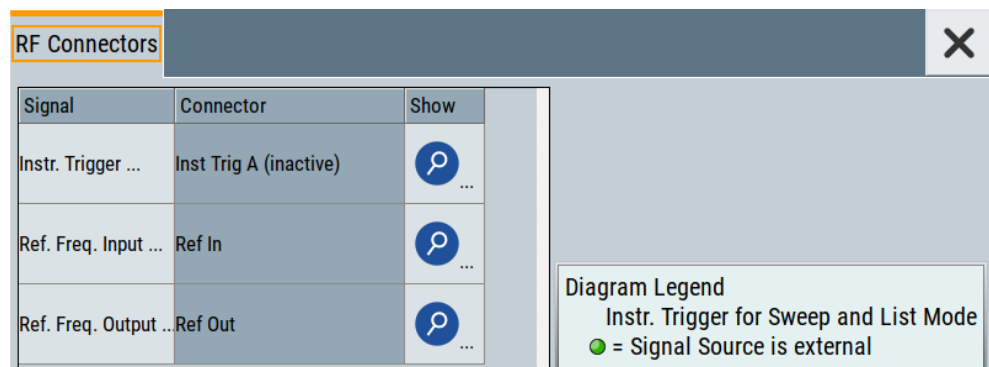 RF Connectors
Signal Connector Show
Instr. Trigger ... Inst Trig A (inactive) ...
Ref. Freq. Input ... Ref In ...
Ref. Freq. Output ... Ref Out ...
Diagram Legend
Instr. Trigger for Sweep and List Mode
= Signal Source is external